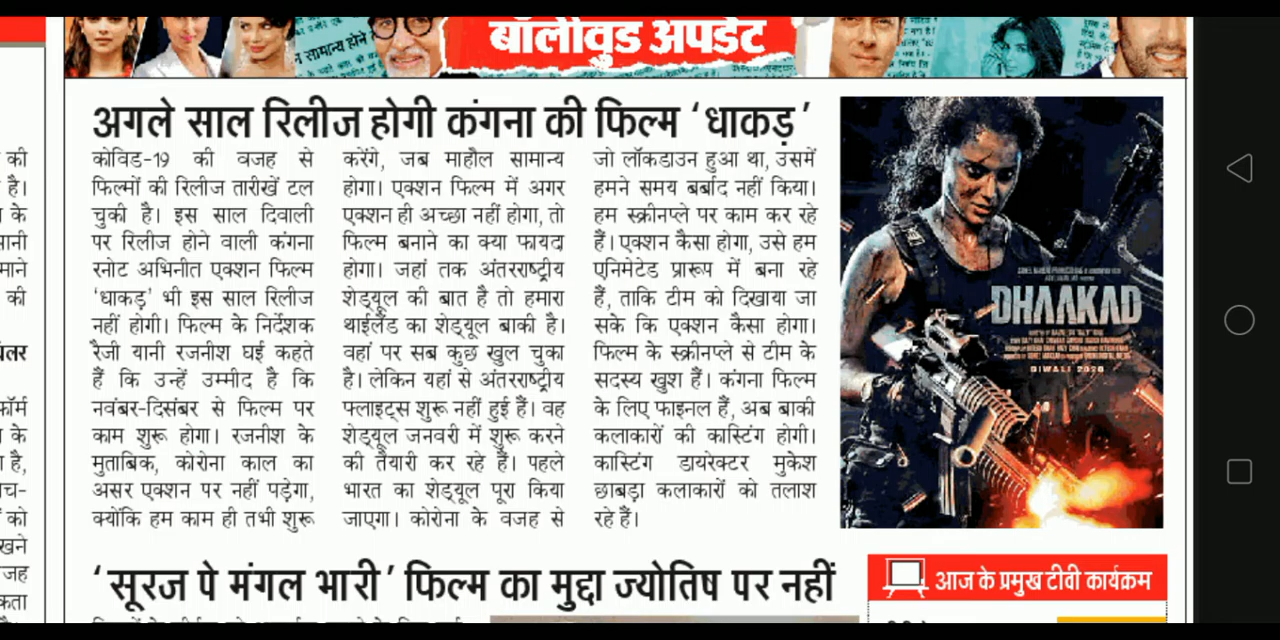 बॉलीवुड अपडेट
अगले साल रिलीज होगी कंगना की फिल्म ‘धाकड़’
कोविड-19 की वजह से
फिल्मों की रिलीज तारीखें टल
चुकी है। इस साल दिवाली
पर रिलीज होने वाली कंगना
रनोट अभिनीत एक्शन फिल्म
‘धाकड़’ भी इस साल रिलीज
नहीं होगी। फिल्म के निर्देशक
रैजी यानी रजनीश घई कहते
हैं कि उन्हें उम्मीद है कि
नवंबर-दिसंबर से फिल्म पर
काम शुरू होगा। रजनीश के
मुताबिक, कोरोना काल का
असर एक्शन पर नहीं पड़ेगा,
क्योंकि हम काम ही तभी शुरू
करेंगे, जब माहौल सामान्य
होगा। एक्शन फिल्म में अगर
एक्शन ही अच्छा नहीं होगा, तो
फिल्म बनाने का क्या फायदा
होगा। जहां तक अंतरराष्ट्रीय
शेड्यूल की बात है तो हमारा
थाईलैंड का शेड्यूल बाकी है।
वहां पर सब कुछ खुल चुका
है। लेकिन यहां से अंतरराष्ट्रीय
फ्लाइट्स शुरू नहीं हुई हैं। वह
शेड्यूल जनवरी में शुरू करने
की तैयारी कर रहे हैं। पहले
भारत का शेड्यूल पूरा किया
जाएगा। कोरोना के वजह से
जो लॉकडाउन हुआ था, उसमें
हमने समय बर्बाद नहीं किया।
हम स्क्रीनप्ले पर काम कर रहे
हैं। एक्शन कैसा होगा, उसे हम
एनिमेटेड प्रारूप में बना रहे
हैं, ताकि टीम को दिखाया जा
सके कि एक्शन कैसा होगा।
फिल्म के स्क्रीनप्ले से टीम के
सदस्य खुश हैं। कंगना फिल्म
के लिए फाइनल हैं, अब बाकी
कलाकारों की कास्टिंग होगी।
कास्टिंग डायरेक्टर मुकेश
छाबड़ा कलाकारों को तलाश
रहे हैं।
DHAAKAD
DIWALI 2020
‘सूरज पे मंगल भारी’ फिल्म का मुद्दा ज्योतिष पर नहीं
आज के प्रमुख टीवी कार्यक्रम